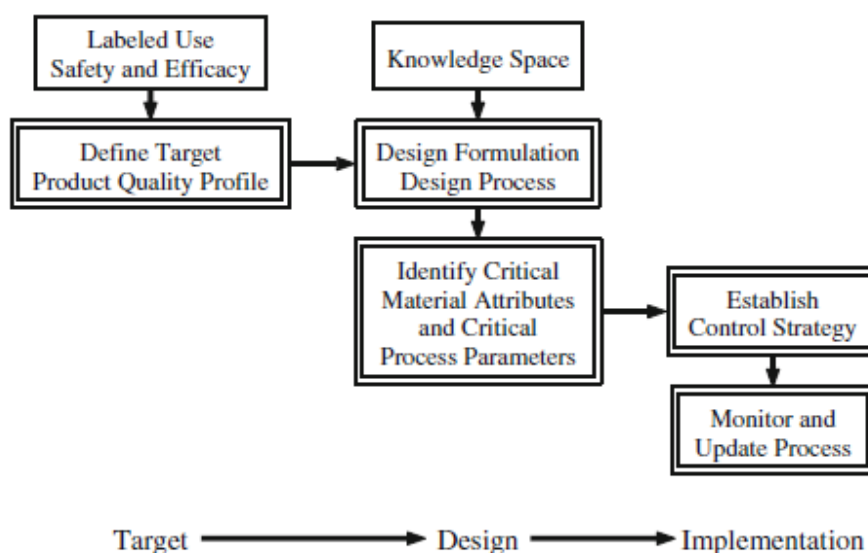 Labeled Use
Safety and Efficacy
Knowledge Space
Define Target
Product Quality Profile
Design Formulation
Design Process
Identify Critical
Material Attributes
and Critical
Process Parameters
Establish
Control Strategy
Monitor and
Update Process
Target
Design
Implementation